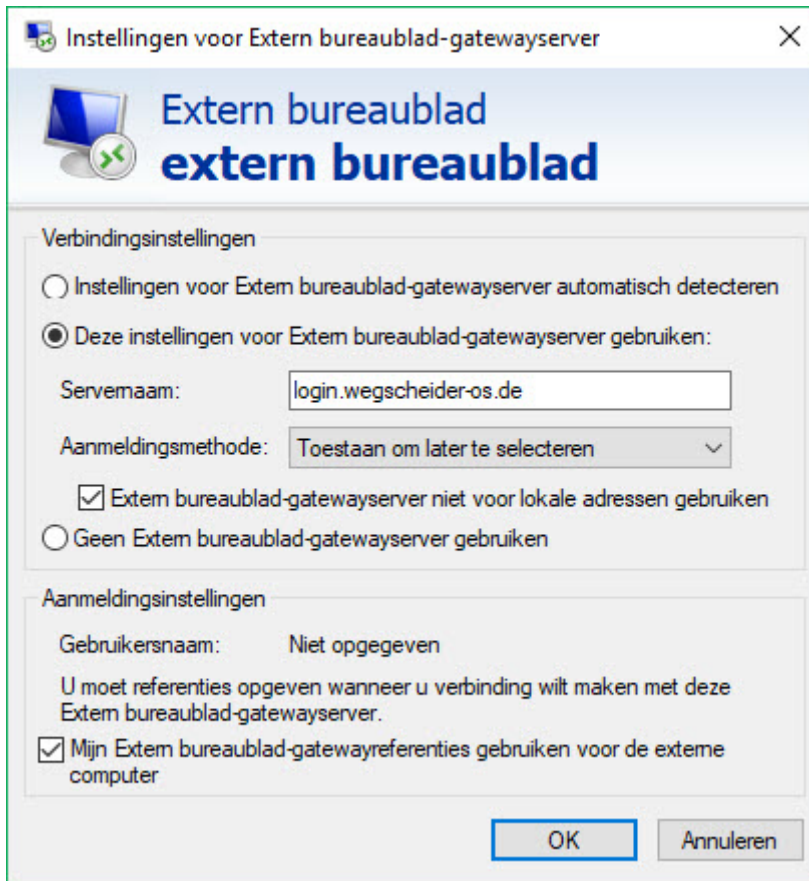 Instellingen voor Extern bureaublad-gatewayserver
Extern bureaublad
extern bureaublad
Verbindingsinstellingen
Instellingen voor Extern bureaublad-gatewayserver automatisch detecteren
Deze instellingen voor Extern bureaublad-gatewayserver gebruiken:
Servernaam: login.wegscheider-os.de
Aanmeldingsmethode: Toestaan om later te selecteren
Extern bureaublad-gatewayserver niet voor lokale adressen gebruiken
Geen Extern bureaublad-gatewayserver gebruiken
Aanmeldingsinstellingen
Gebruikersnaam: Niet opgegeven
U moet referenties opgeven wanneer u verbinding wilt maken met deze
Extern bureaublad-gatewayserver.
Mijn Extern bureaublad-gatewayreferenties gebruiken voor de externe
computer
OK Annuleren